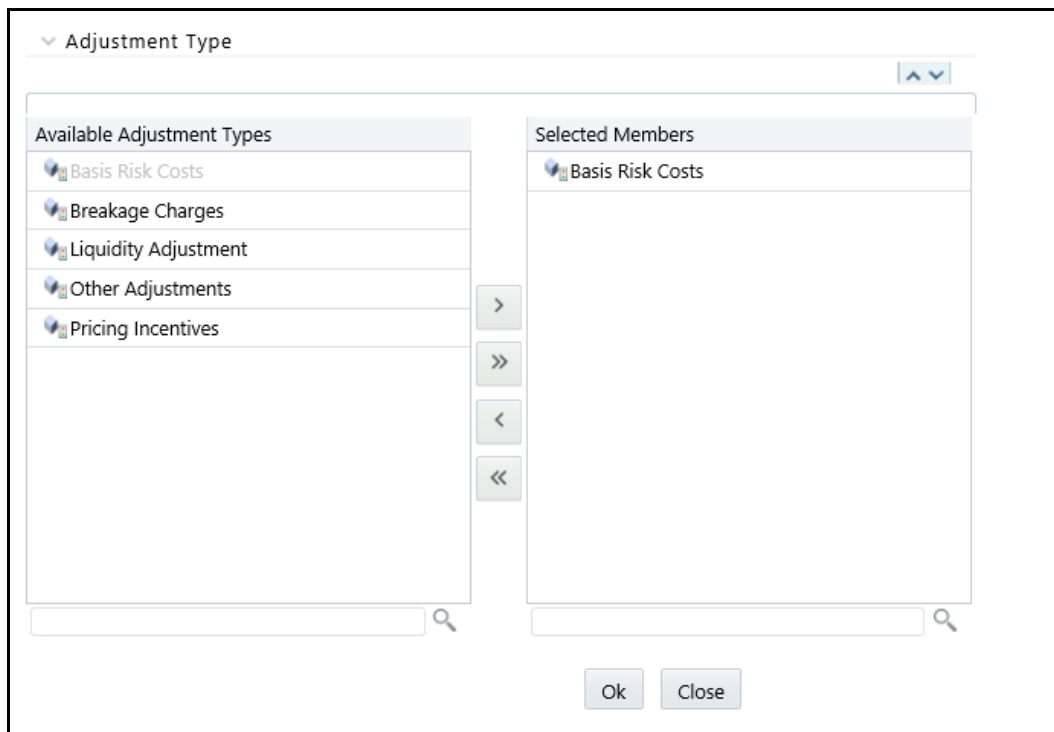 Adjustment Type
Available Adjustment Types
Basis Risk Costs
Breakage Charges
Liquidity Adjustment
Other Adjustments
Pricing Incentives
Selected Members
Basis Risk Costs
Ok
Close